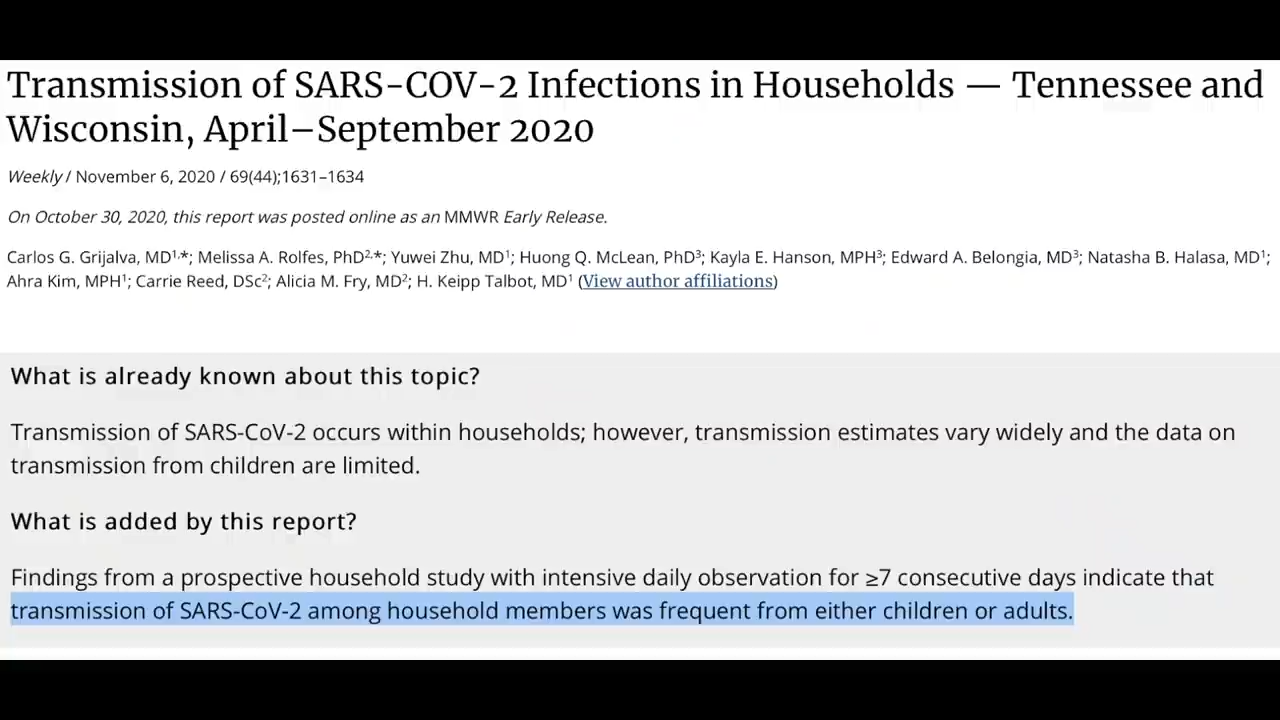 Transmission of SARS-COV-2 Infections in Households — Tennessee and
Wisconsin, April–September 2020
Weekly / November 6, 2020 / 69(44);1631–1634
On October 30, 2020, this report was posted online as an MMWR Early Release.
Carlos G. Grijalva, MD1,*; Melissa A. Rolfes, PhD2,*; Yuwei Zhu, MD1; Huong Q. McLean, PhD3; Kayla E. Hanson, MPH3; Edward A. Belongia, MD3; Natasha B. Halasa, MD1;
Ahra Kim, MPH1; Carrie Reed, DSc2; Alicia M. Fry, MD2; H. Keipp Talbot, MD1 (View author affiliations)
What is already known about this topic?
Transmission of SARS-CoV-2 occurs within households; however, transmission estimates vary widely and the data on
transmission from children are limited.
What is added by this report?
Findings from a prospective household study with intensive daily observation for ≥7 consecutive days indicate that
transmission of SARS-CoV-2 among household members was frequent from either children or adults.